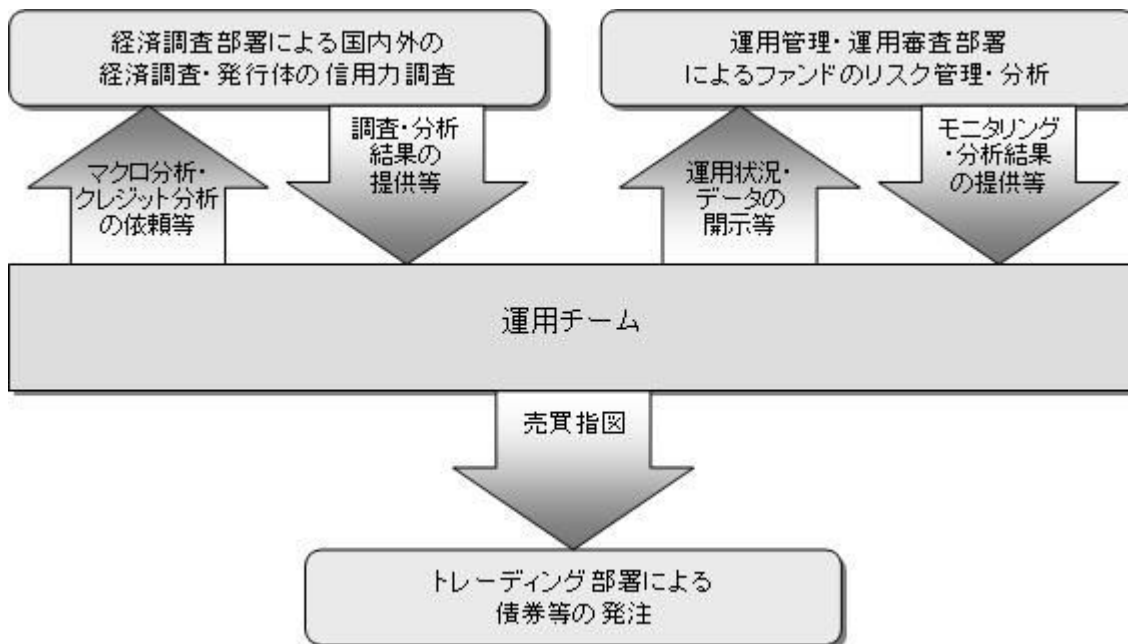 経済調査部署による国内外の
経済調査・発行体の信用力調査
運用管理・運用審査部署
によるファンドのリスク管理・分析
マクロ分析・
クレジット分析
の依頼等
調査・分析
結果の
提供等
運用状況・
データの
開示等
モニタリング
・分析結果
の提供等
運用チーム
売買指図
トレーディング部署による
債券等の発注